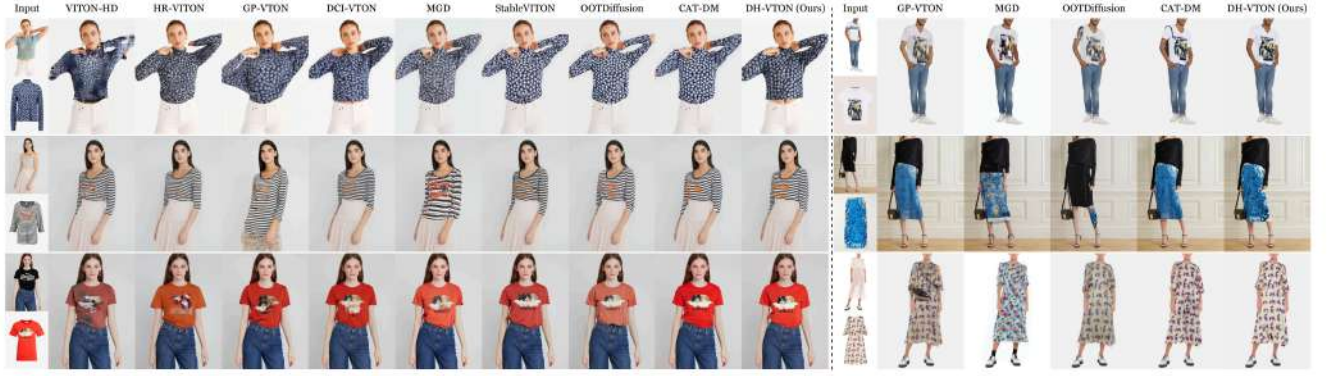 Input VITON-HD HR-VITON GP-VTON DCI-VTON MGD StableVITON OOTDiffusion CAT-DM DH-VTON (Ours) Input GP-VTON MGD OOTDiffusion CAT-DM DH-VTON (Ours)